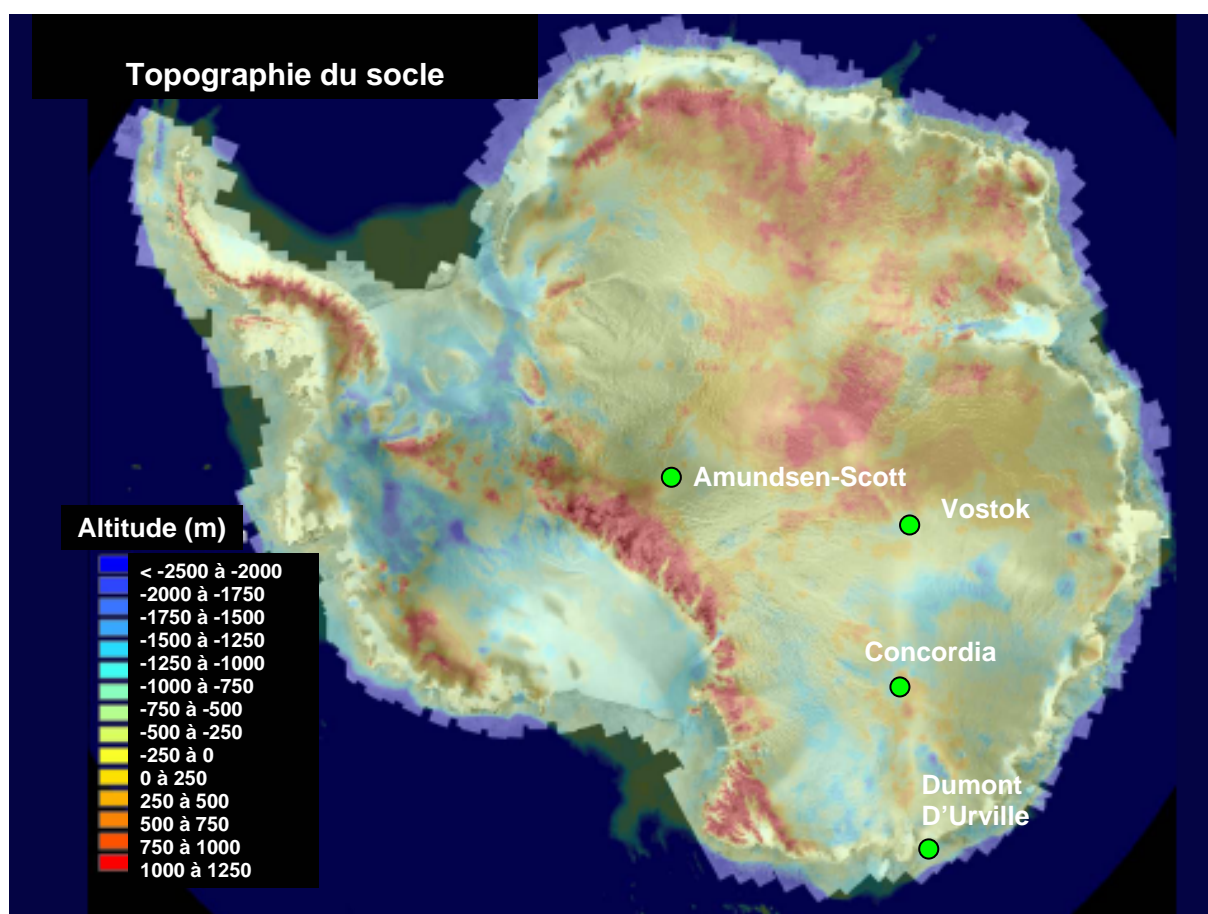 Topographie du socle
Amundsen-Scott
Vostok
Altitude (m)
< -2500 à -2000
-2000 à -1750
-1750 à -1500
-1500 à -1250
-1250 à -1000
-1000 à -750
-750 à -500
-500 à -250
-250 à 0
0 à 250
250 à 500
500 à 750
750 à 1000
1000 à 1250
Concordia
Dumont
D'Urville